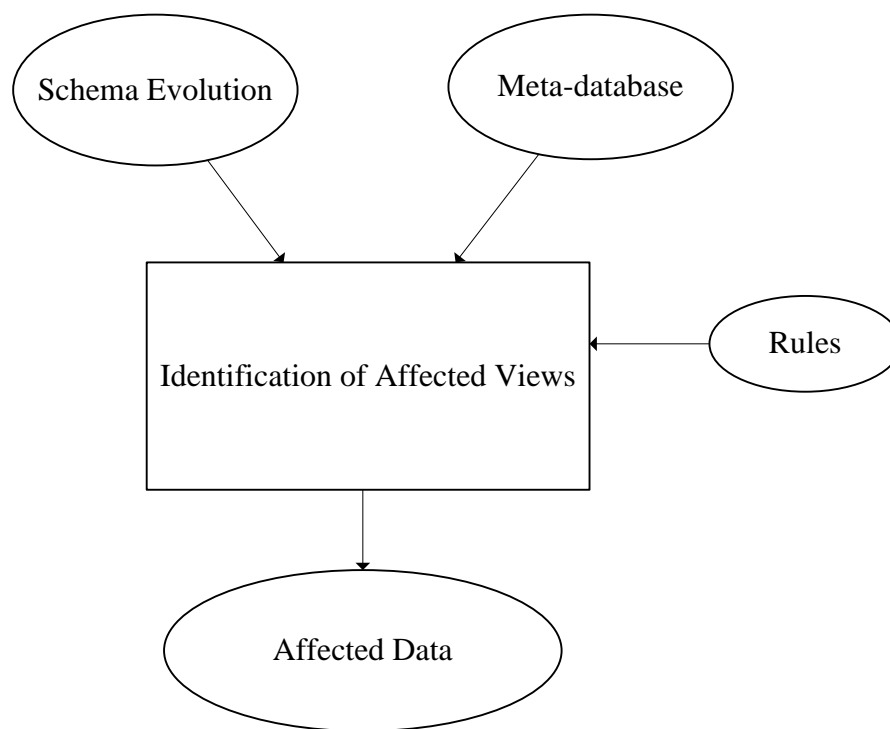 Schema Evolution
Meta-database
Rules
Identification of Affected Views
Affected Data